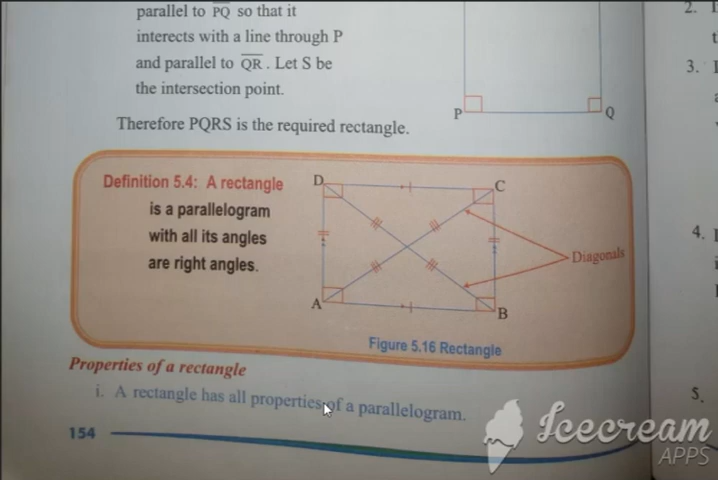 parallel to PQ so that it
interects with a line through P
and parallel to QR. Let S be
the intersection point.
Therefore PQRS is the required rectangle.
P
Q
Definition 5.4: A rectangle
is a parallelogram
with all its angles
are right angles.
D
C
A
B
Diagonals
Figure 5.16 Rectangle
Properties of a rectangle
i. A rectangle has all properties of a parallelogram.
154
2.
3.
4.
5.
Icecream
APPS